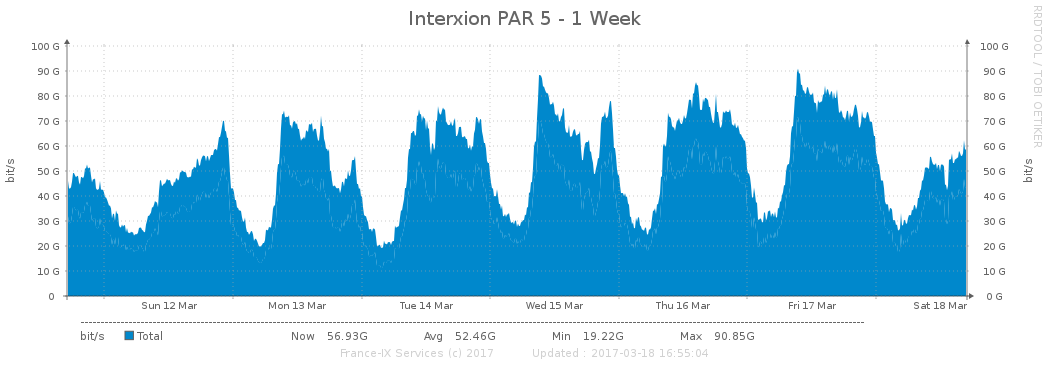 Interxion PAR 5 - 1 Week
RRDTOOL / TOBI OETIKER
bit/s
100 G
90 G
80 G
70 G
60 G
50 G
40 G
30 G
20 G
10 G
0
100 G
90 G
80 G
70 G
60 G
50 G
40 G
30 G
20 G
10 G
0 G
bit/s
Sun 12 Mar Mon 13 Mar Tue 14 Mar Wed 15 Mar Thu 16 Mar Fri 17 Mar Sat 18 Mar
bit/s Total Now 56.93G Avg 52.46G Min 19.22G Max 90.85G
France-IX Services (c) 2017 Updated : 2017-03-18 16:55:04